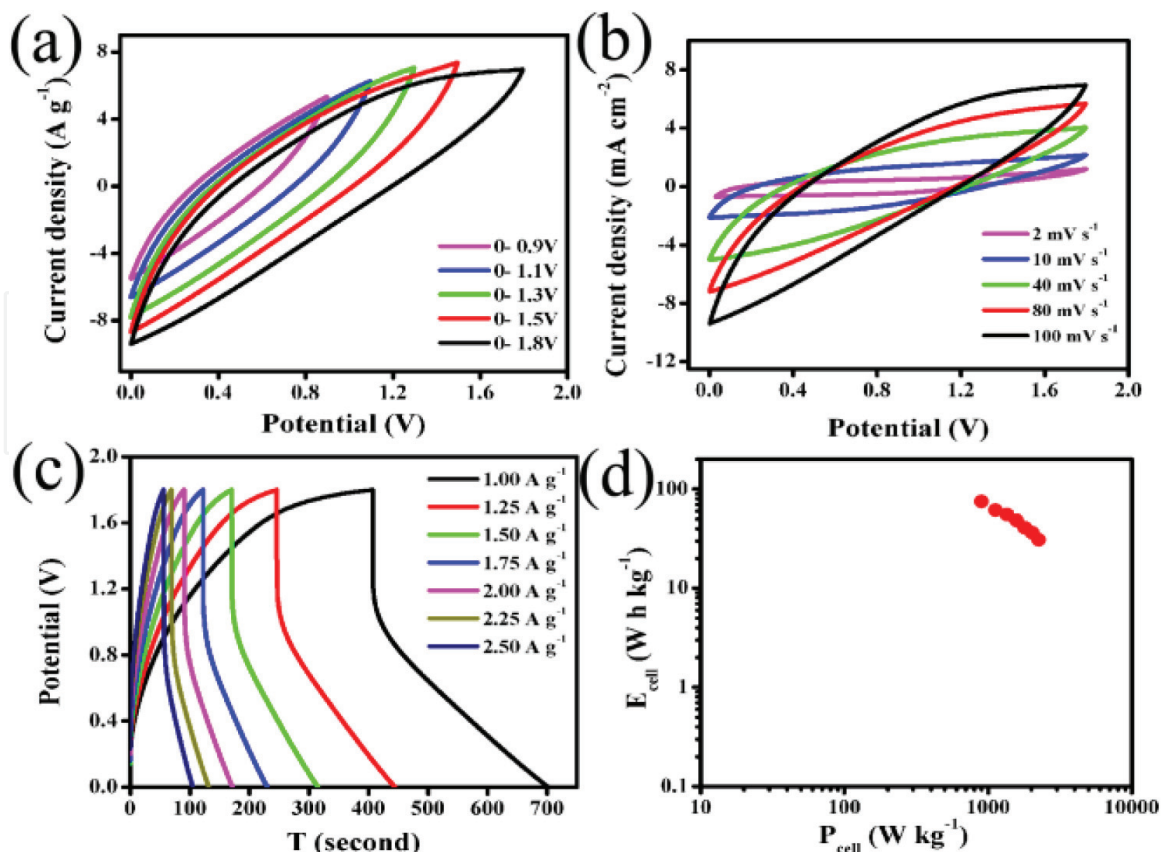 (a)
8
4
0
-4
-8
Current density (A g⁻¹)
0- 0.9V
0- 1.1V
0- 1.3V
0- 1.5V
0- 1.8V
0.0 0.4 0.8 1.2 1.6 2.0
Potential (V)
(b)
8
4
0
-4
-8
-12
Current density (mA cm⁻²)
2 mV s⁻¹
10 mV s⁻¹
40 mV s⁻¹
80 mV s⁻¹
100 mV s⁻¹
0.0 0.4 0.8 1.2 1.6 2.0
Potential (V)
(c)
2.0
1.6
1.2
0.8
0.4
0.0
Potential (V)
1.00 A g⁻¹
1.25 A g⁻¹
1.50 A g⁻¹
1.75 A g⁻¹
2.00 A g⁻¹
2.25 A g⁻¹
2.50 A g⁻¹
0 100 200 300 400 500 600 700
T (second)
(d)
100
10
1
0.1
E_cell (W h kg⁻¹)
10 100 1000 10000
P_cell (W kg⁻¹)